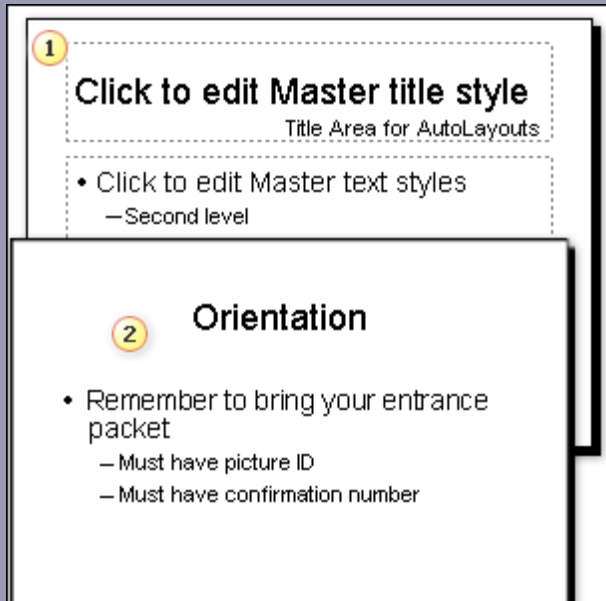 1
Click to edit Master title style
Title Area for AutoLayouts
• Click to edit Master text styles
– Second level
2
Orientation
• Remember to bring your entrance
packet
– Must have picture ID
– Must have confirmation number